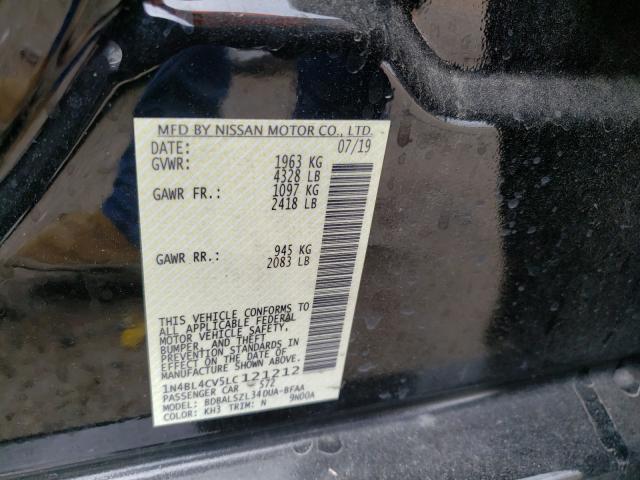 MFD BY NISSAN MOTOR CO., LTD.
DATE: 07/19
GVWR: 1963 KG
4328 LB
GAWR FR.: 1097 KG
2418 LB
GAWR RR.: 945 KG
2083 LB
THIS VEHICLE CONFORMS TO
ALL APPLICABLE FEDERAL
MOTOR VEHICLE SAFETY,
BUMPER, AND THEFT
PREVENTION STANDARDS IN
EFFECT ON THE DATE OF
MANUFACTURE SHOWN ABOVE.
1N4BL4CV5LC121212
PASSENGER CAR 572
MODEL: BDBALSZL34DUA-BFAA
COLOR: KH3 TRIM: N 9N00A